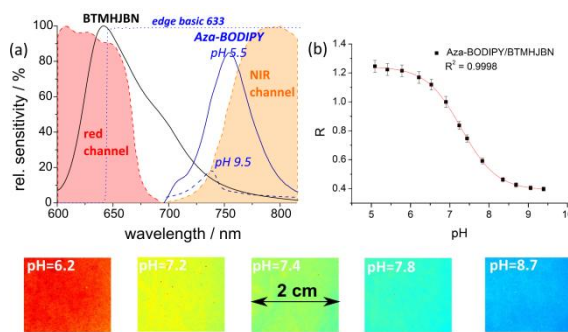 (a)
BTMHJBN
edge basic 633
Aza-BODIPY
pH 5.5
NIR
channel
red
channel
pH 9.5
rel. sensitivity / %
100
80
60
40
20
0
600
650
700
750
800
wavelength / nm
(b)
Aza-BODIPY/BTMHJBN
R² = 0.9998
R
1.4
1.2
1.0
0.8
0.6
0.4
5
6
7
8
9
10
pH
pH=6.2
pH=7.2
pH=7.4
pH=7.8
pH=8.7
2 cm